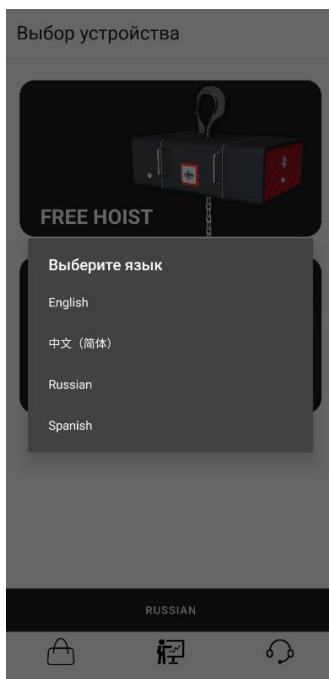 Выбор устройства
FREE HOIST
Выберите язык
English
中文（简体）
Russian
Spanish
RUSSIAN